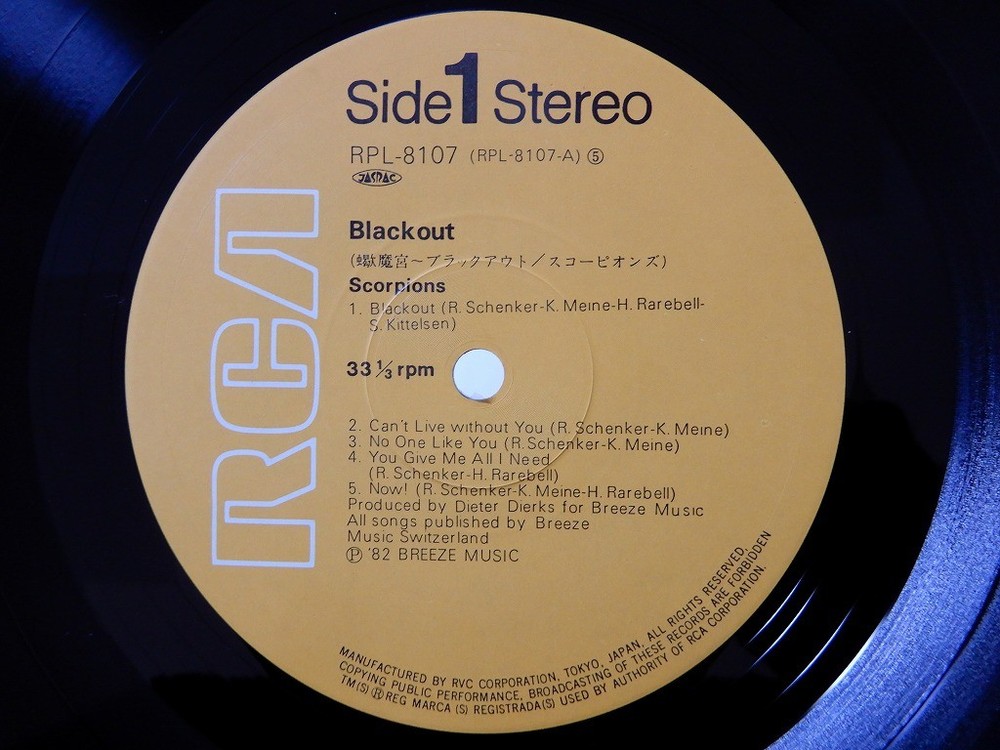 Side 1 Stereo
RPL-8107 (RPL-8107-A) ⑤
JASRAC
RCA
Blackout
(蠍魔宮～ブラックアウト／スコーピオンズ)
Scorpions
1. Blackout (R. Schenker-K. Meine-H. Rarebell-
S. Kittelsen)
33 1/3 rpm
2. Can't Live without You (R. Schenker-K. Meine)
3. No One Like You (R. Schenker-K. Meine)
4. You Give Me All I Need
(R. Schenker-H. Rarebell)
5. Now! (R. Schenker-K. Meine-H. Rarebell)
Produced by Dieter Dierks for Breeze Music
All songs published by Breeze
Music Switzerland
Ⓟ '82 BREEZE MUSIC
MANUFACTURED BY RVC CORPORATION, TOKYO, JAPAN. ALL RIGHTS RESERVED.
COPYING PUBLIC PERFORMANCE, BROADCASTING OF THESE RECORDS ARE FORBIDDEN
TM(S) ® REG MARCA (S) REGISTRADA(S) USED BY AUTHORITY OF RCA CORPORATION.